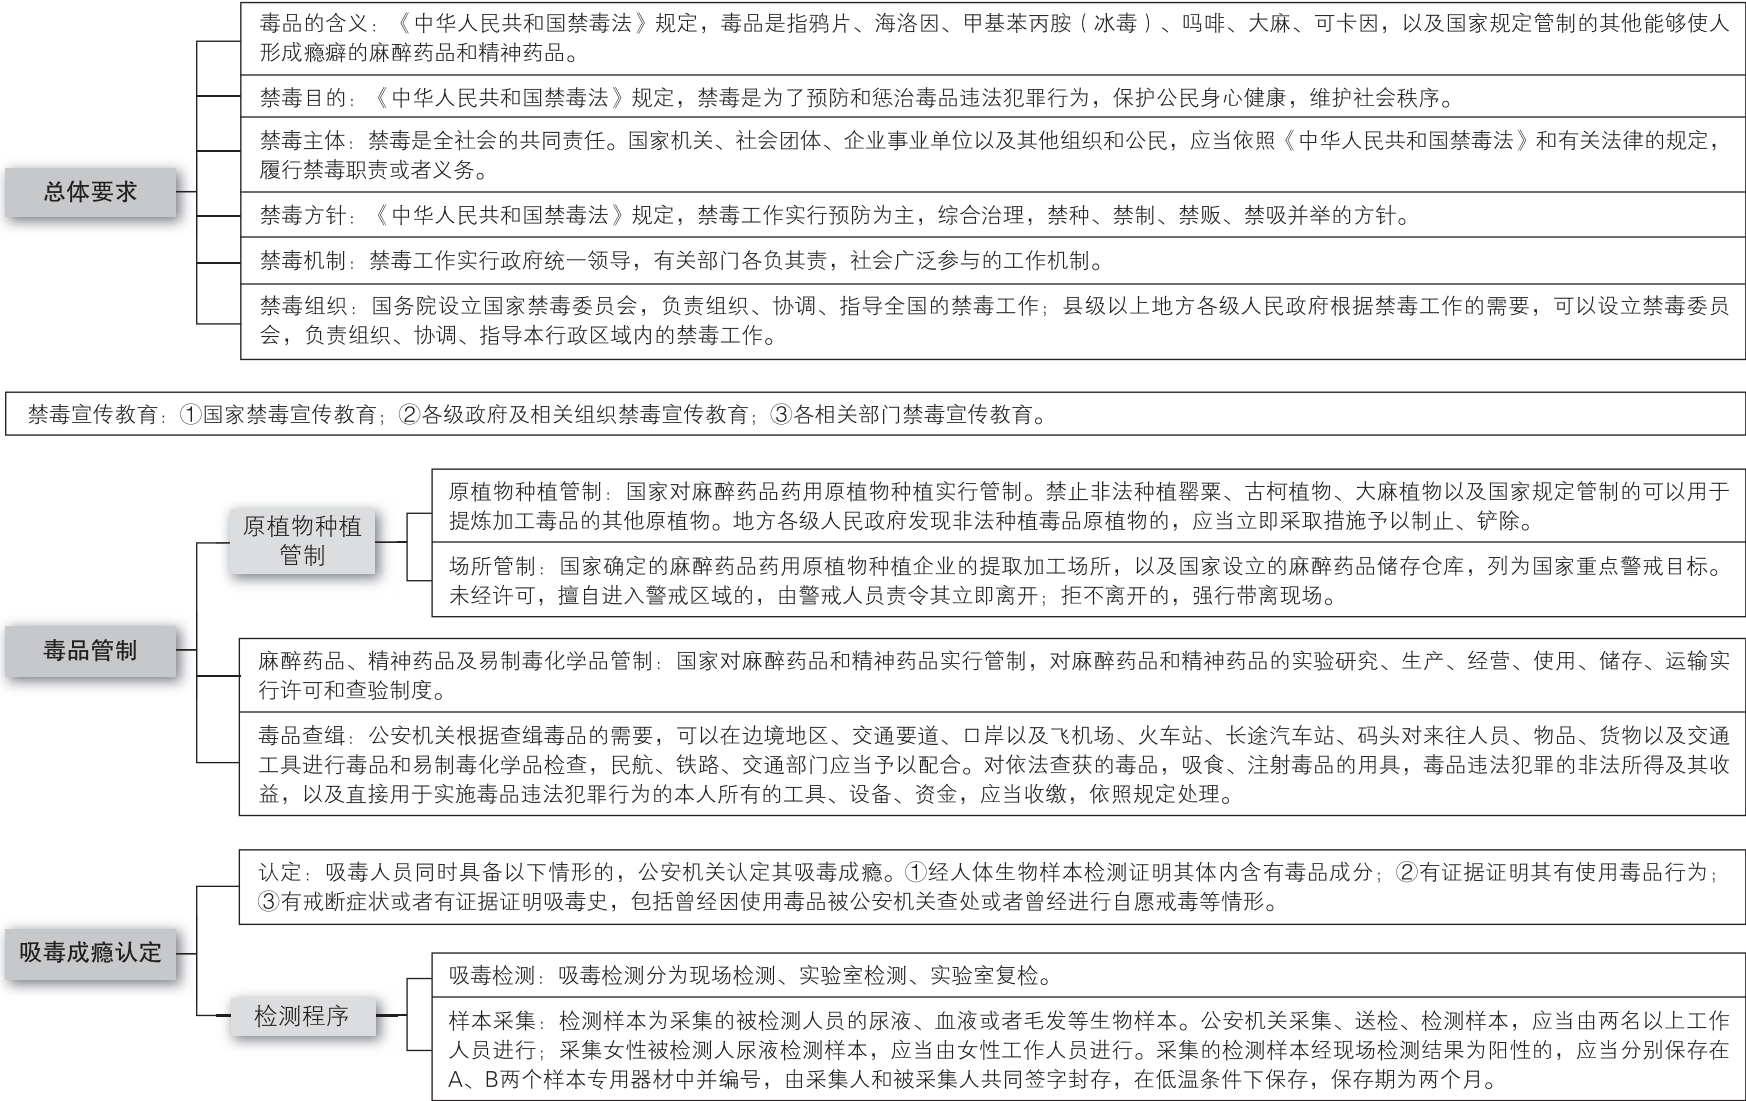 毒品的含义：《中华人民共和国禁毒法》规定，毒品是指鸦片、海洛因、甲基苯丙胺（冰毒）、吗啡、大麻、可卡因，以及国家规定管制的其他能够使人
形成瘾癖的麻醉药品和精神药品。
禁毒目的：《中华人民共和国禁毒法》规定，禁毒是为了预防和惩治毒品违法犯罪行为，保护公民身心健康，维护社会秩序。
禁毒主体：禁毒是全社会的共同责任。国家机关、社会团体、企业事业单位以及其他组织和公民，应当依照《中华人民共和国禁毒法》和有关法律的规定，
履行禁毒职责或者义务。
总体要求
禁毒方针：《中华人民共和国禁毒法》规定，禁毒工作实行预防为主，综合治理，禁种、禁制、禁贩、禁吸并举的方针。
禁毒机制：禁毒工作实行政府统一领导，有关部门各负其责，社会广泛参与的工作机制。
禁毒组织：国务院设立国家禁毒委员会，负责组织、协调、指导全国的禁毒工作；县级以上地方各级人民政府根据禁毒工作的需要，可以设立禁毒委员
会，负责组织、协调、指导本行政区域内的禁毒工作。
禁毒宣传教育：①国家禁毒宣传教育；②各级政府及相关组织禁毒宣传教育；③各相关部门禁毒宣传教育。
原植物种植
管制
原植物种植管制：国家对麻醉药品药用原植物种植实行管制。禁止非法种植罂粟、古柯植物、大麻植物以及国家规定管制的可以用于
提炼加工毒品的其他原植物。地方各级人民政府发现非法种植毒品原植物的，应当立即采取措施予以制止、铲除。
场所管制：国家确定的麻醉药品药用原植物种植企业的提取加工场所，以及国家设立的麻醉药品储存仓库，列为国家重点警戒目标。
未经许可，擅自进入警戒区域的，由警戒人员责令其立即离开；拒不离开的，强行带离现场。
毒品管制
麻醉药品、精神药品及易制毒化学品管制：国家对麻醉药品和精神药品实行管制，对麻醉药品和精神药品的实验研究、生产、经营、使用、储存、运输实
行许可和查验制度。
毒品查缉：公安机关根据查缉毒品的需要，可以在边境地区、交通要道、口岸以及飞机场、火车站、长途汽车站、码头对来往人员、物品、货物以及交通
工具进行毒品和易制毒化学品检查，民航、铁路、交通部门应当予以配合。对依法查获的毒品，吸食、注射毒品的用具，毒品违法犯罪的非法所得及其收
益，以及直接用于实施毒品违法犯罪行为的本人所有的工具、设备、资金，应当收缴，依照规定处理。
认定：吸毒人员同时具备以下情形的，公安机关认定其吸毒成瘾。①经人体生物样本检测证明其体内含有毒品成分；②有证据证明其有使用毒品行为；
③有戒断症状或者有证据证明吸毒史，包括曾经因使用毒品被公安机关查处或者曾经进行自愿戒毒等情形。
吸毒成瘾认定
检测程序
吸毒检测：吸毒检测分为现场检测、实验室检测、实验室复检。
样本采集：检测样本为采集的被检测人员的尿液、血液或者毛发等生物样本。公安机关采集、送检、检测样本，应当由两名以上工作
人员进行；采集女性被检测人尿液检测样本，应当由女性工作人员进行。采集的检测样本经现场检测结果为阳性的，应当分别保存在
A、B两个样本专用器材中并编号，由采集人和被采集人共同签字封存，在低温条件下保存，保存期为两个月。